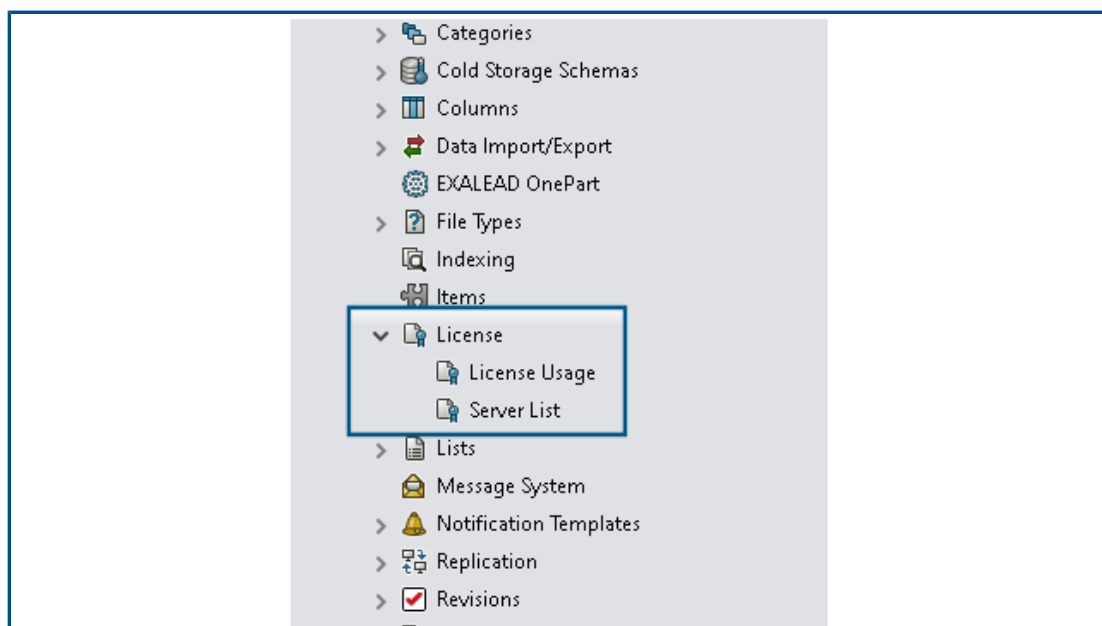 Categories
Cold Storage Schemas
Columns
Data Import/Export
EXALEAD OnePart
File Types
Indexing
Items
License
License Usage
Server List
Lists
Message System
Notification Templates
Replication
Revisions